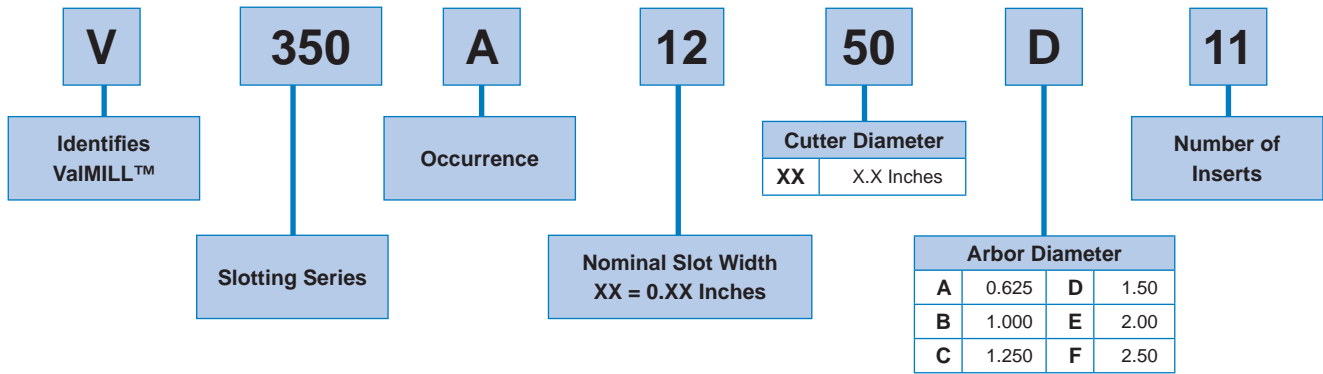 V 350 A 12 50 D 11
Identifies
ValMILL™
Slotting Series
Occurrence
Nominal Slot Width
XX = 0.XX Inches
Cutter Diameter
XX X.X Inches
Arbor Diameter
A 0.625 D 1.50
B 1.000 E 2.00
C 1.250 F 2.50
Number of
Inserts